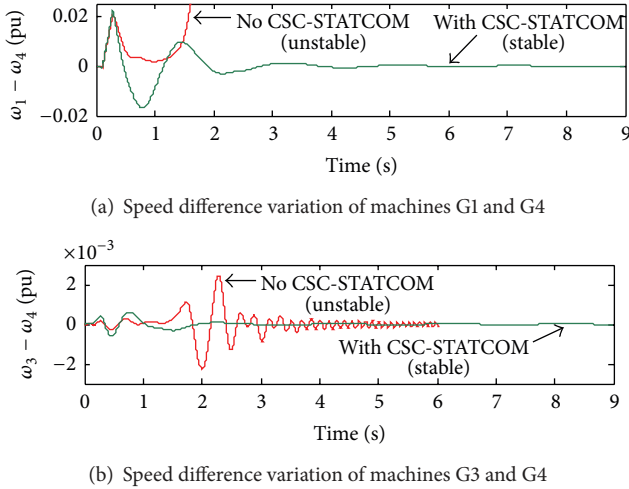 0.02
0
−0.02
ω1 − ω4 (pu)
No CSC-STATCOM
(unstable)
With CSC-STATCOM
(stable)
0 1 2 3 4 5 6 7 8 9
Time (s)
(a) Speed difference variation of machines G1 and G4
×10−3
2
0
−2
ω3 − ω4 (pu)
No CSC-STATCOM
(unstable)
With CSC-STATCOM
(stable)
0 1 2 3 4 5 6 7 8 9
Time (s)
(b) Speed difference variation of machines G3 and G4